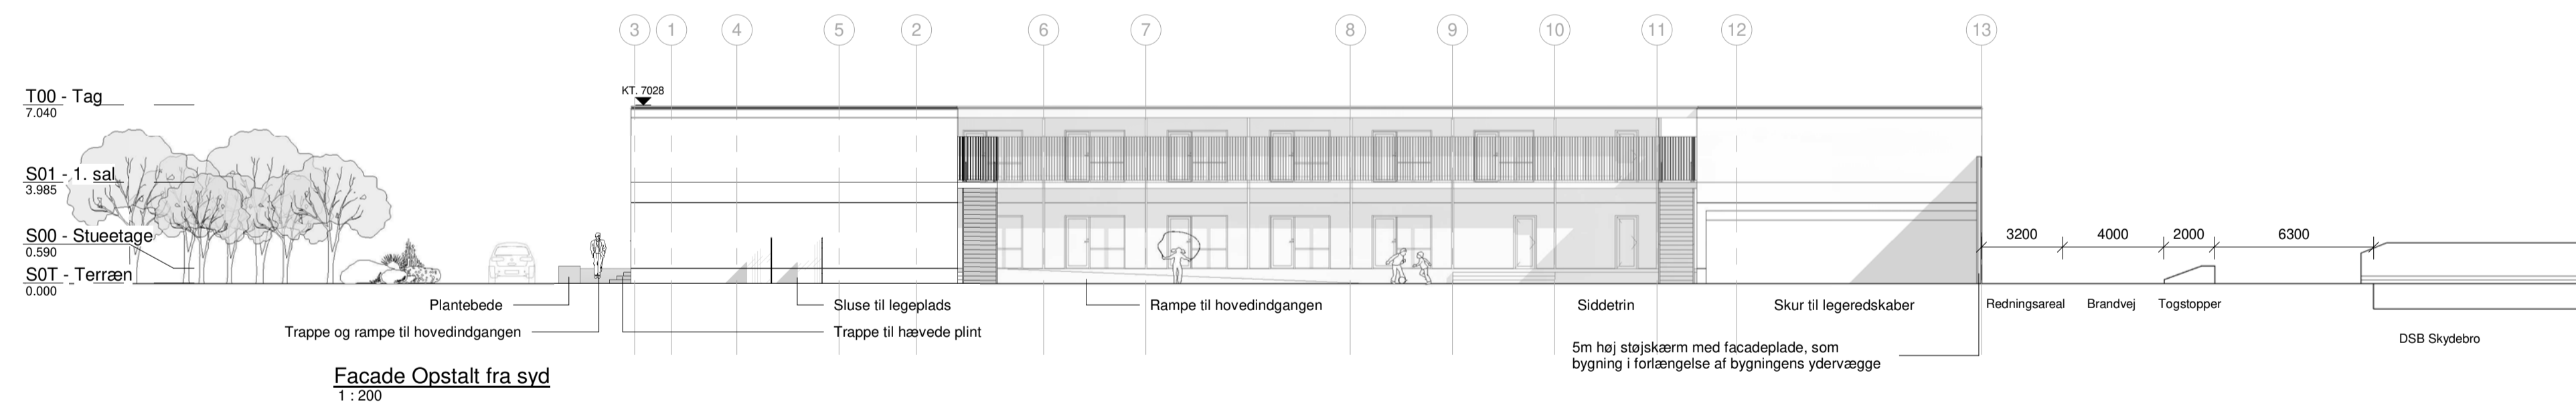 3 1 4 5 2 6 7 8 9 10 11 12 13
KT. 7028
T00 - Tag
7.040
S01 - 1. sal
3.985
S00 - Stueetage
0.590
S0T - Terræn
0.000
3200 4000 2000 6300
Plantebede
Sluse til legeplads
Rampe til hovedindgangen
Siddetrin
Skur til legeredskaber
Redningsareal
Brandvej
Togstopper
Trappe og rampe til hovedindgangen
Trappe til hævede plint
DSB Skydebro
5m høj støjskærm med facadeplade, som
bygning i forlængelse af bygningens ydervægge
Facade Opstalt fra syd
1 : 200